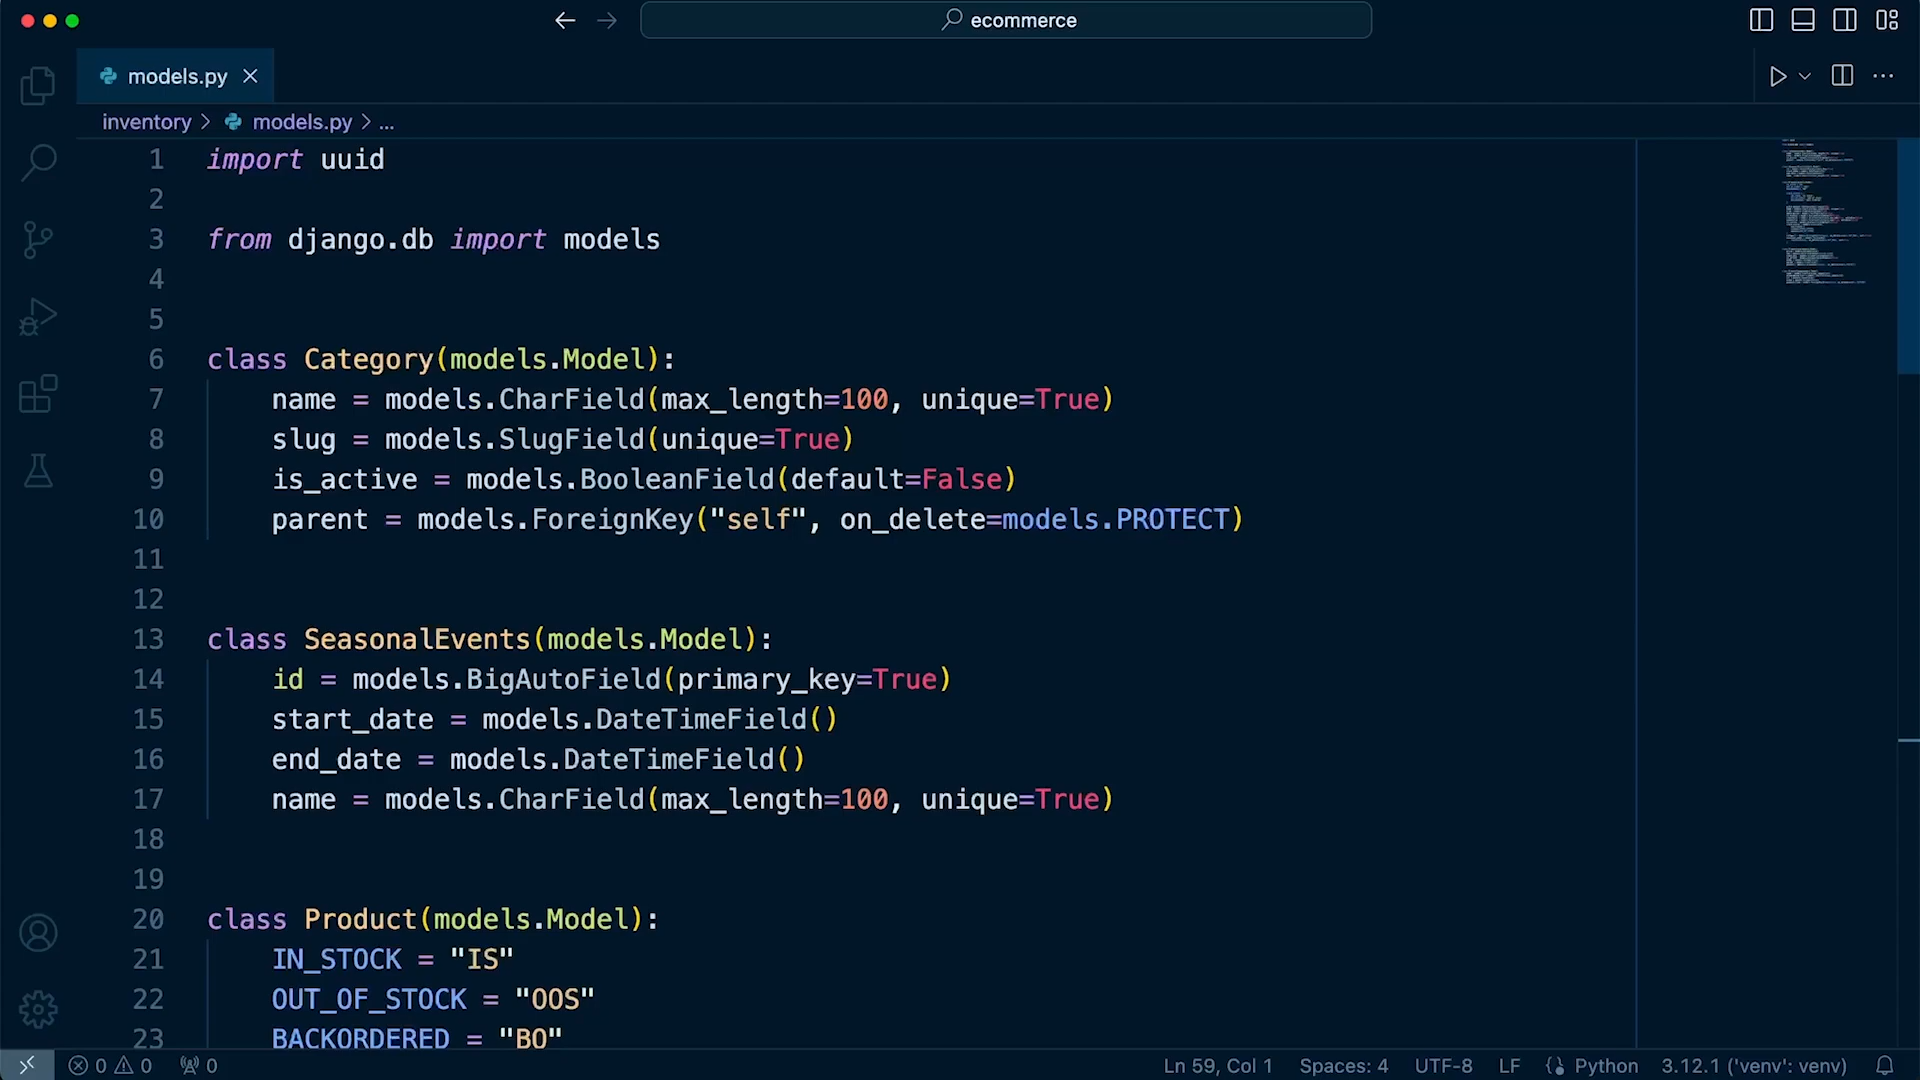 ecommerce
models.py
inventory > models.py > ...
1 import uuid
2
3 from django.db import models
4
5
6 class Category(models.Model):
7     name = models.CharField(max_length=100, unique=True)
8     slug = models.SlugField(unique=True)
9     is_active = models.BooleanField(default=False)
10     parent = models.ForeignKey("self", on_delete=models.PROTECT)
11
12
13 class SeasonalEvents(models.Model):
14     id = models.BigAutoField(primary_key=True)
15     start_date = models.DateTimeField()
16     end_date = models.DateTimeField()
17     name = models.CharField(max_length=100, unique=True)
18
19
20 class Product(models.Model):
21     IN_STOCK = "IS"
22     OUT_OF_STOCK = "OOS"
23     BACKORDERED = "BO"
0 0 0 Ln 59, Col 1 Spaces: 4 UTF-8 LF Python 3.12.1 ('venv': venv)